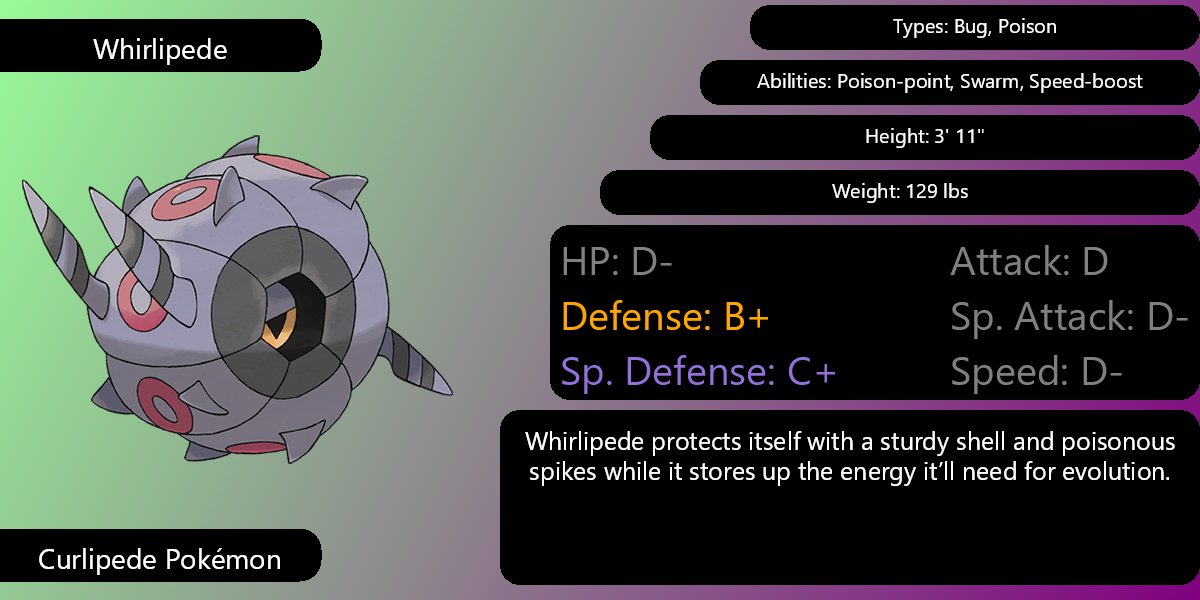 Whirlipede
Types: Bug, Poison
Abilities: Poison-point, Swarm, Speed-boost
Height: 3' 11"
Weight: 129 lbs
HP: D-
Attack: D
Defense: B+
Sp. Attack: D-
Sp. Defense: C+
Speed: D-
Whirlipede protects itself with a sturdy shell and poisonous
spikes while it stores up the energy it’ll need for evolution.
Curlipede Pokémon